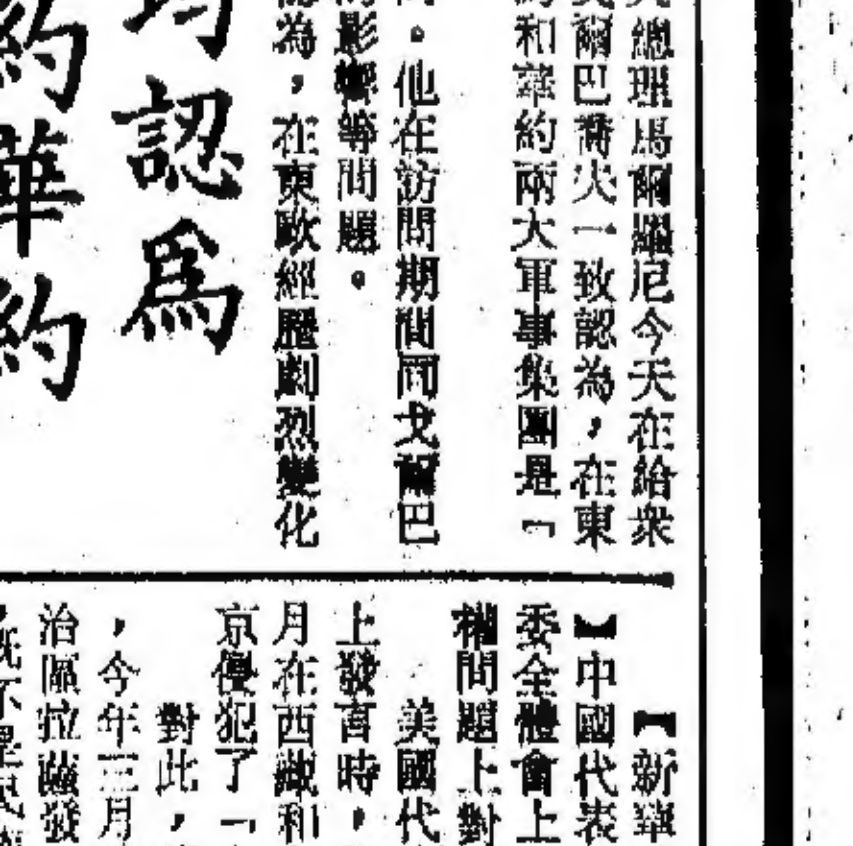 總理馬爾羅尼今天在給衆
爾巴喬夫一致認為，在東
和華約兩大軍事集團是「
。他在訪問期間同戈爾巴
影響等問題。
為，在東歐經歷劇烈變化
均認為
約華約
【新華
】中國代表
委全體會上
權問題上對
美國代
上發言時，
月在西藏和
京侵犯了「
對此，
，今年三月
治區拉薩發